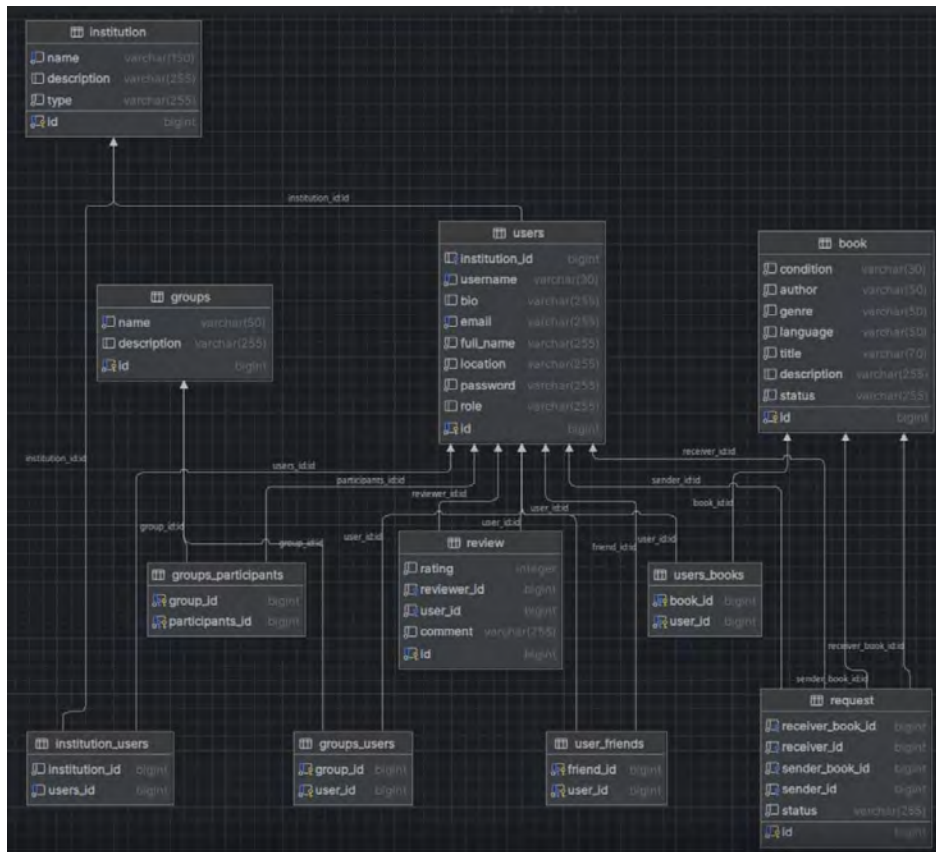 institution
name varchar(150)
description varchar(255)
type varchar(255)
id bigint
institution_id:id
users
institution_id bigint
username varchar(30)
bio varchar(255)
email varchar(255)
full_name varchar(255)
location varchar(255)
password varchar(255)
role varchar(255)
id bigint
book
condition varchar(30)
author varchar(50)
genre varchar(50)
language varchar(50)
title varchar(70)
description varchar(255)
status varchar(255)
id bigint
groups
name varchar(50)
description varchar(255)
id bigint
institution_id:id
users_id:id
participants_id:id
reviewer_id:id
receiver_id:id
sender_id:id
book_id:id
group_id:id
group_id:id
user_id:id
user_id:id
user_id:id
friend_id:id
user_id:id
groups_participants
group_id bigint
participants_id bigint
review
rating integer
reviewer_id bigint
user_id bigint
comment varchar(255)
id bigint
users_books
book_id bigint
user_id bigint
receiver_book_id:id
sender_book_id:id
institution_users
institution_id bigint
users_id bigint
groups_users
group_id bigint
user_id bigint
user_friends
friend_id bigint
user_id bigint
request
receiver_book_id bigint
receiver_id bigint
sender_book_id bigint
sender_id bigint
status varchar(255)
id bigint